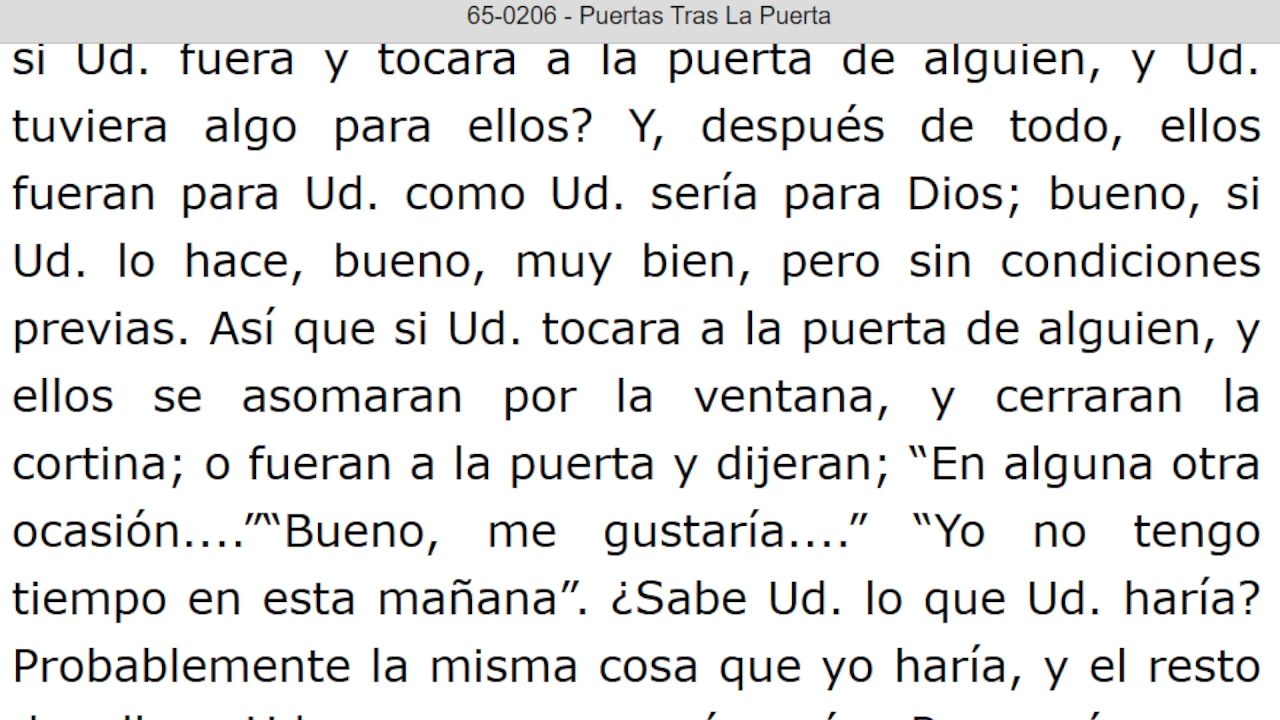 65-0206 - Puertas Tras La Puerta
si Ud. fuera y tocara a la puerta de alguien, y Ud.
tuviera algo para ellos? Y, después de todo, ellos
fueran para Ud. como Ud. sería para Dios; bueno, si
Ud. lo hace, bueno, muy bien, pero sin condiciones
previas. Así que si Ud. tocara a la puerta de alguien, y
ellos se asomaran por la ventana, y cerraran la
cortina; o fueran a la puerta y dijeran; “En alguna otra
ocasión....”“Bueno, me gustaría....” “Yo no tengo
tiempo en esta mañana”. ¿Sabe Ud. lo que Ud. haría?
Probablemente la misma cosa que yo haría, y el resto